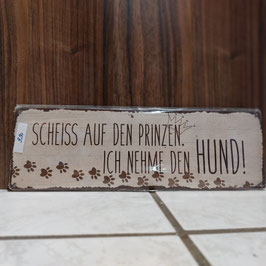 SCHEISS AUF DEN PRINZEN.
ICH NEHME DEN HUND!